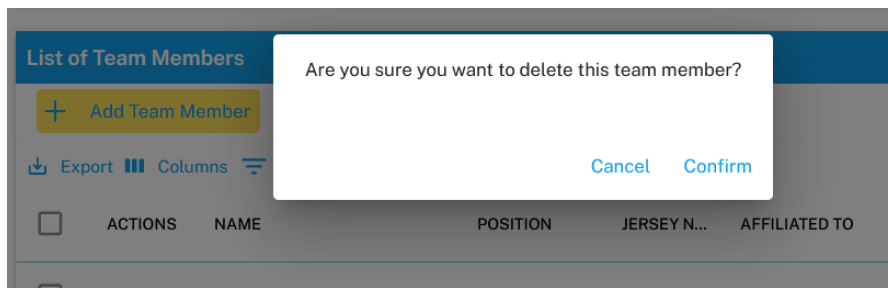 List of Team Members
Are you sure you want to delete this team member?
Add Team Member
Cancel Confirm
Export Columns
ACTIONS NAME POSITION JERSEY N... AFFILIATED TO